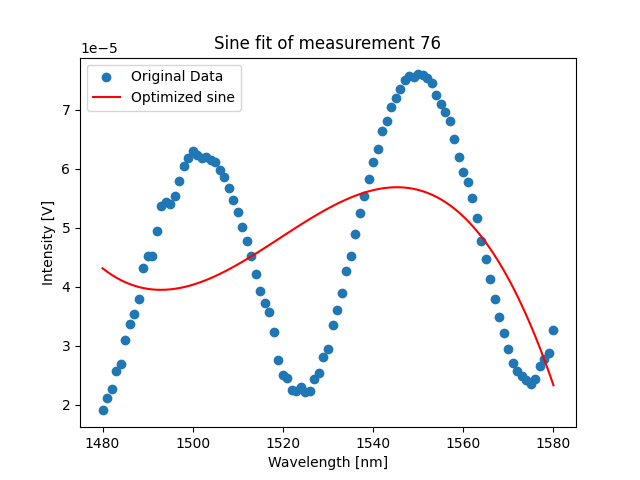 Sine fit of measurement 76
1e−5
Original Data
Optimized sine
7
6
5
4
3
2
Intensity [V]
1480 1500 1520 1540 1560 1580
Wavelength [nm]